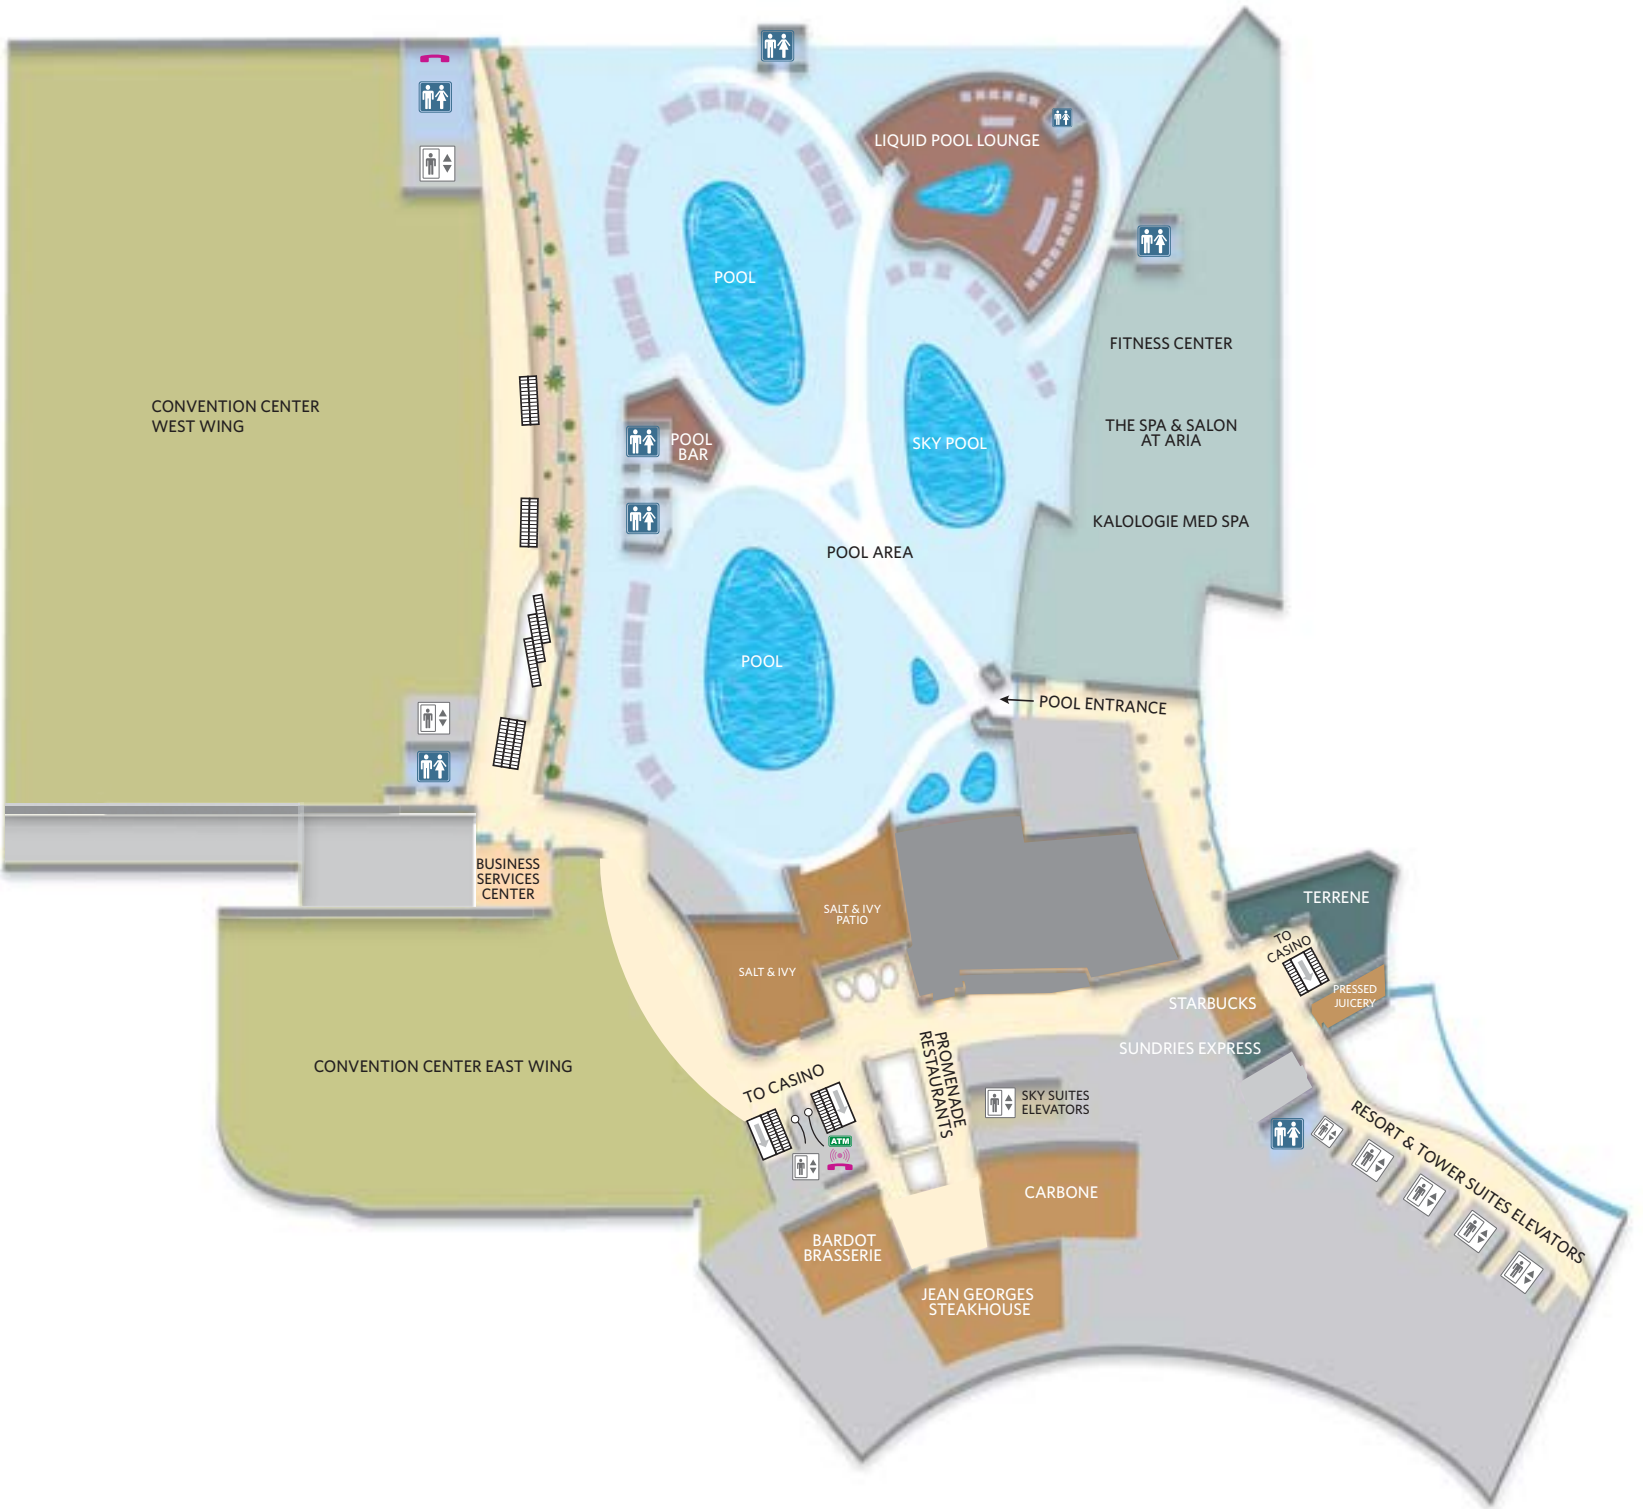 LIQUID POOL LOUNGE
POOL
FITNESS CENTER
CONVENTION CENTER
WEST WING
THE SPA & SALON
AT ARIA
POOL
BAR
SKY POOL
KALOLOGIE MED SPA
POOL AREA
POOL
POOL ENTRANCE
BUSINESS
SERVICES
CENTER
TERRENE
SALT & IVY
PATIO
TO
CASINO
SALT & IVY
PRESSED
JUICERY
STARBUCKS
SUNDRIES EXPRESS
CONVENTION CENTER EAST WING
PROMENADE
RESTAURANTS
TO CASINO
SKY SUITES
ELEVATORS
ATM
RESORT & TOWER SUITES ELEVATORS
CARBONE
BARDOT
BRASSERIE
JEAN GEORGES
STEAKHOUSE